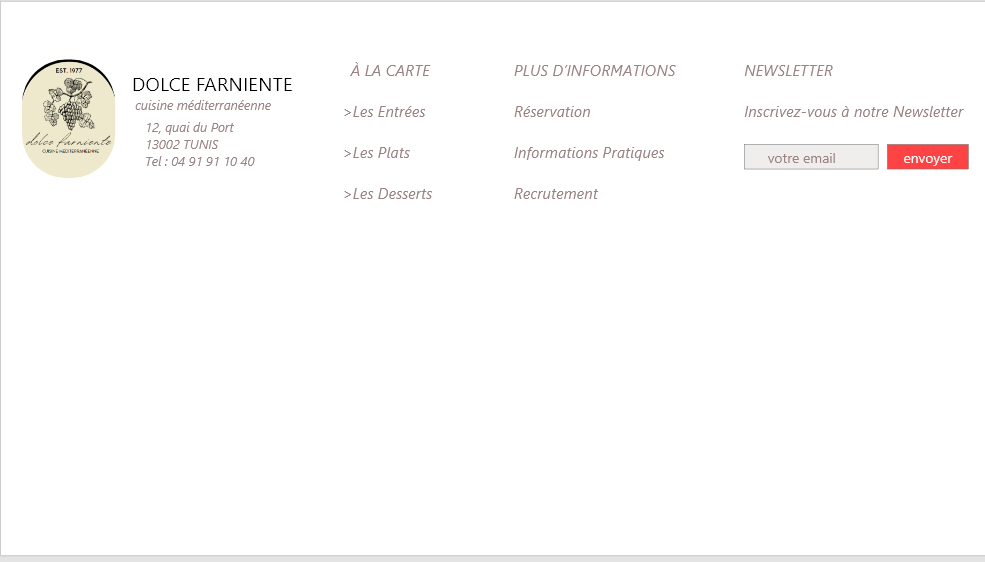 EST. 1977
dolce farniente
CUISINE MÉDITERRANÉENNE
DOLCE FARNIENTE
cuisine méditerranéenne
12, quai du Port
13002 TUNIS
Tel : 04 91 91 10 40
À LA CARTE
>Les Entrées
>Les Plats
>Les Desserts
PLUS D’INFORMATIONS
Réservation
Informations Pratiques
Recrutement
NEWSLETTER
Inscrivez-vous à notre Newsletter
votre email
envoyer